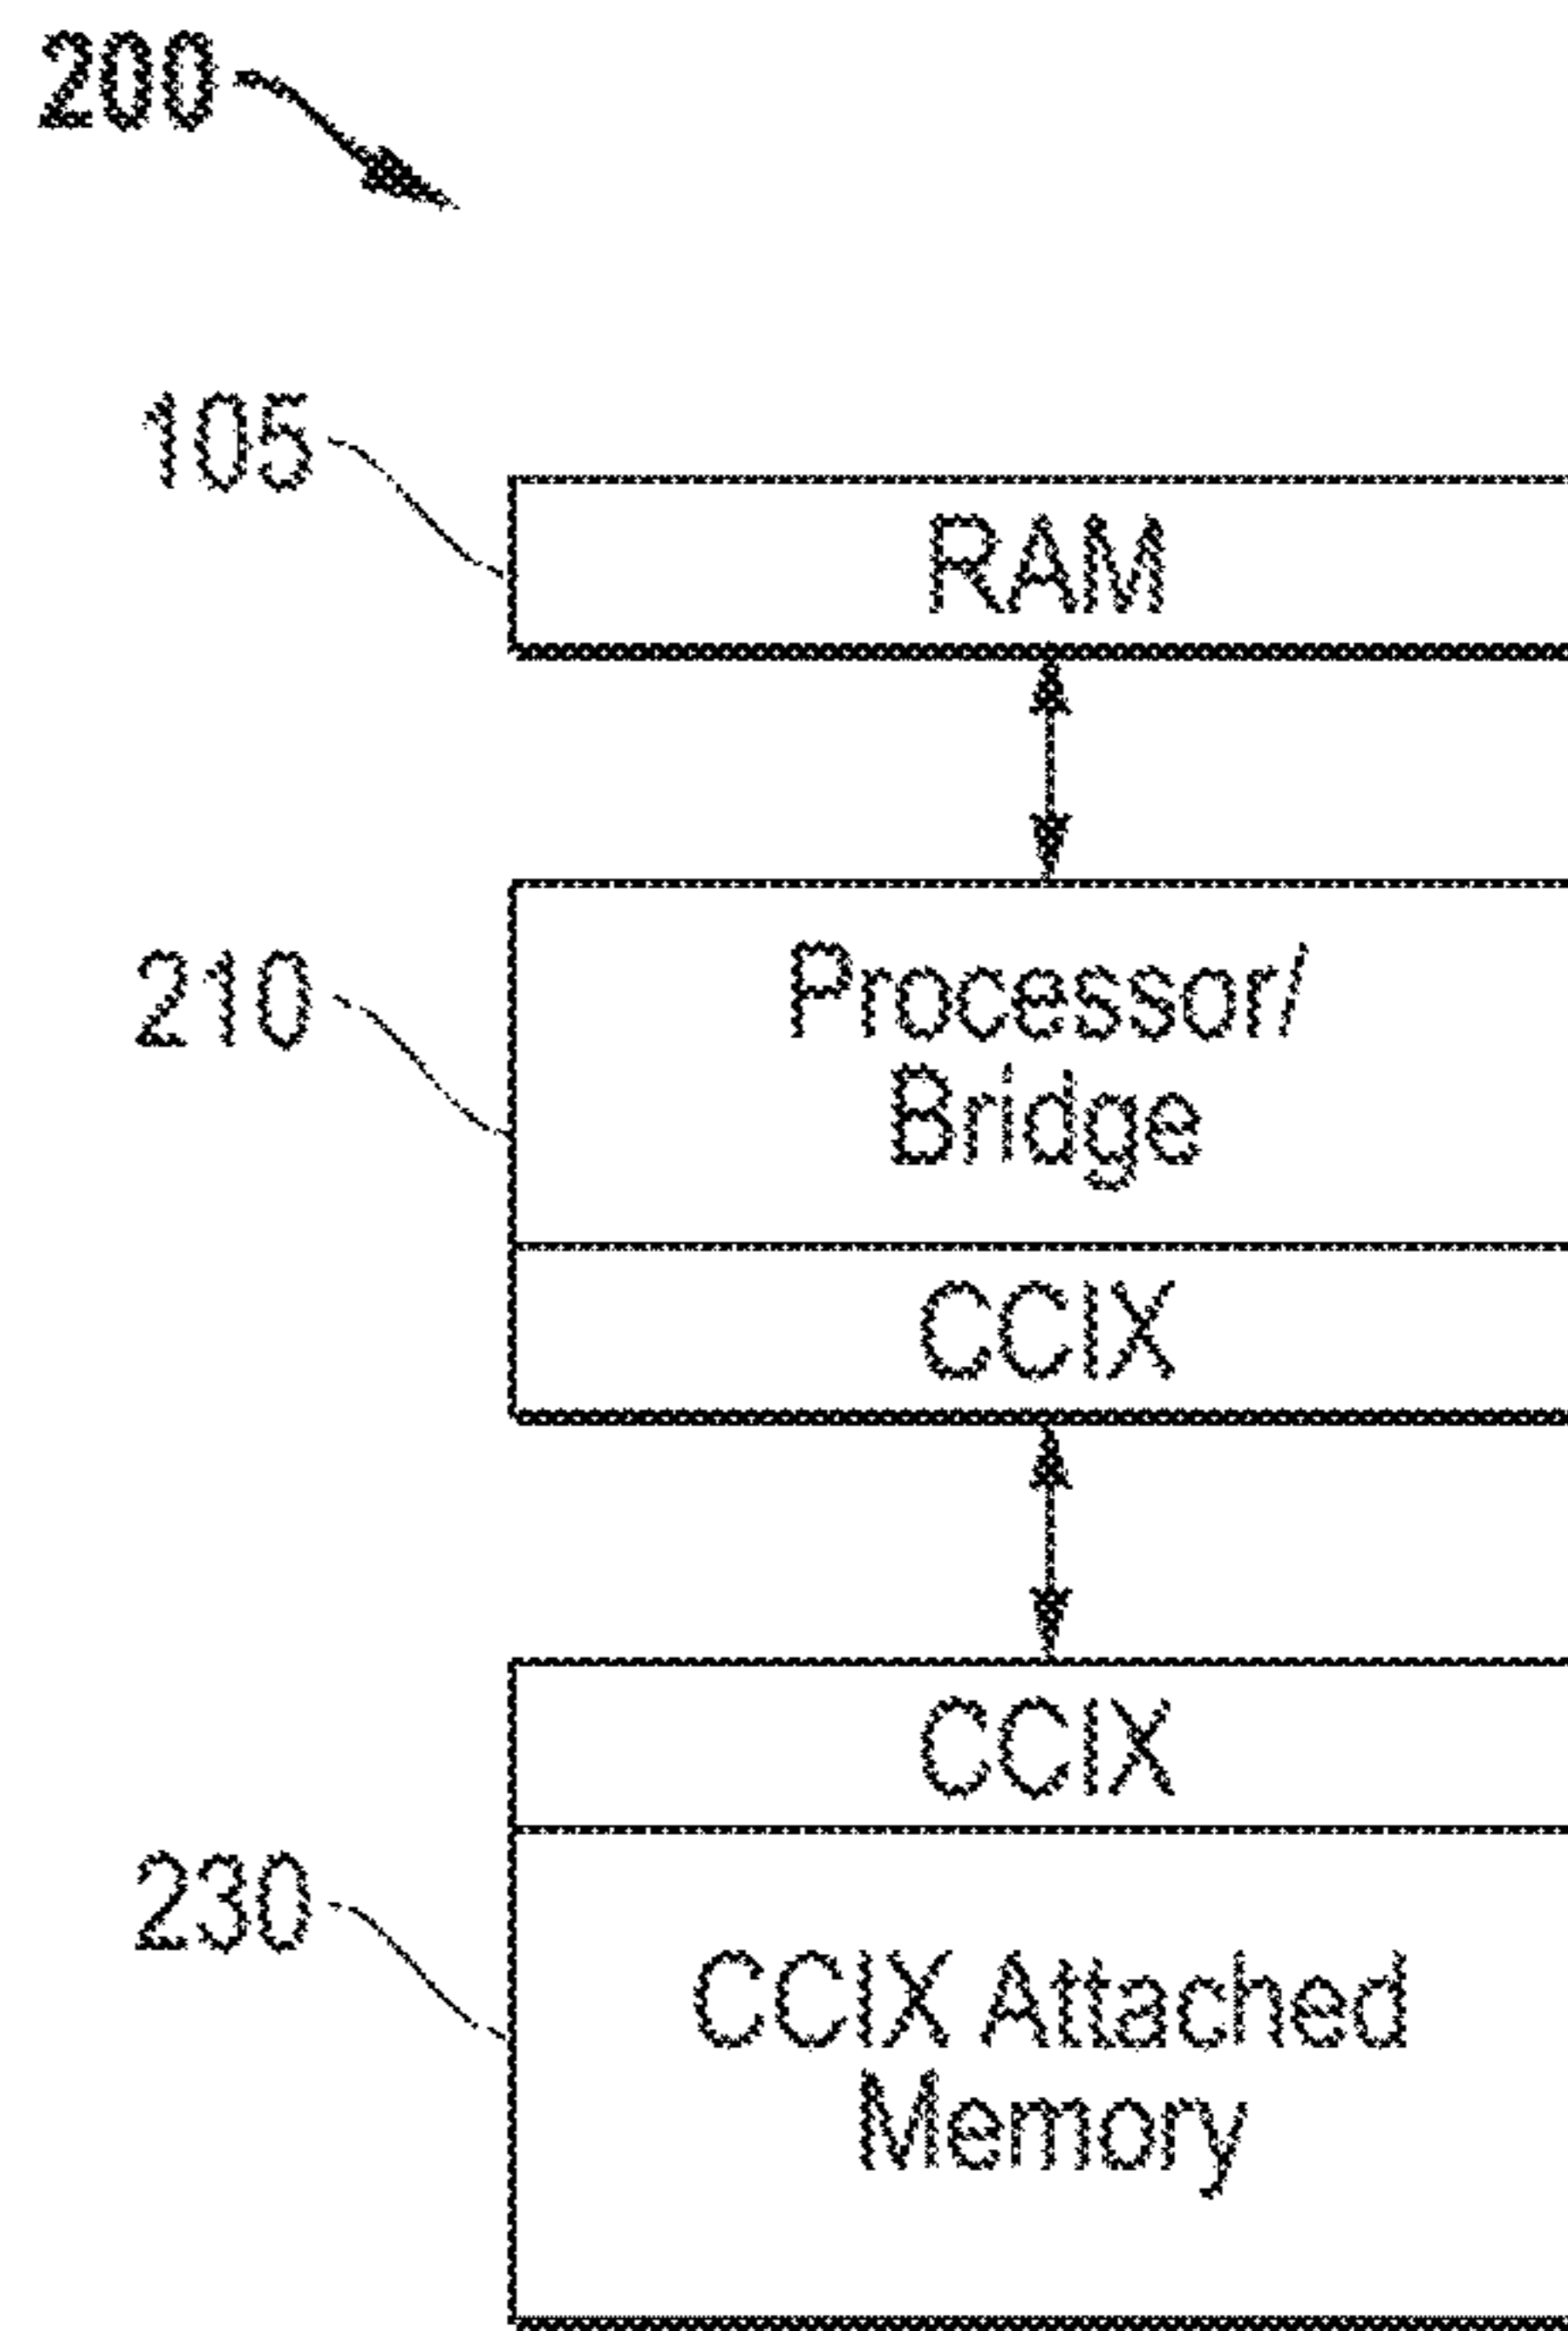 200
105
RAM
210
Processor/
Bridge
CCIX
CCIX
230
CCIX Attached
Memory